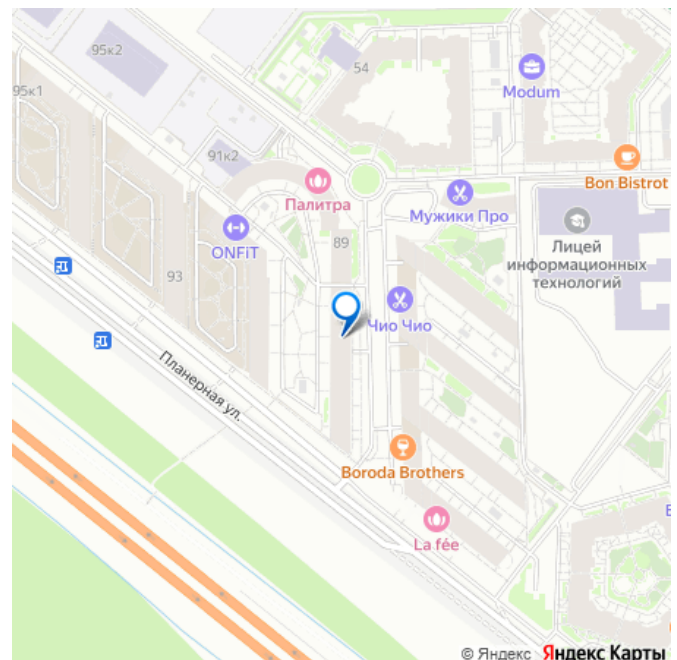 95к2
54
95к1
Modum
91к2
Bon Bistrot
Палитра
Мужики Про
ONFiT
89
Лицей
информационных
технологий
93
Чио Чио
Планерная ул.
Boroda Brothers
La fée
© Яндекс Яндекс Карты